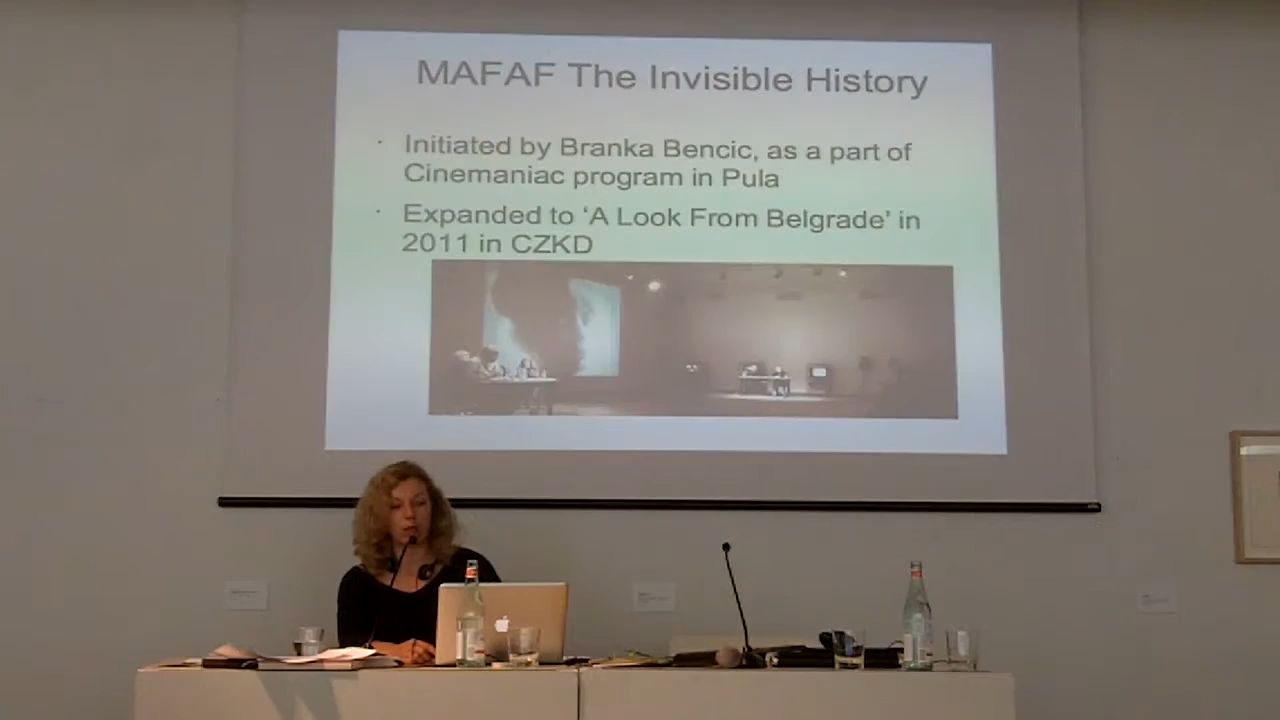 MAFAF The Invisible History
· Initiated by Branka Bencic, as a part of
Cinemaniac program in Pula
· Expanded to ‘A Look From Belgrade’ in
2011 in CZKD